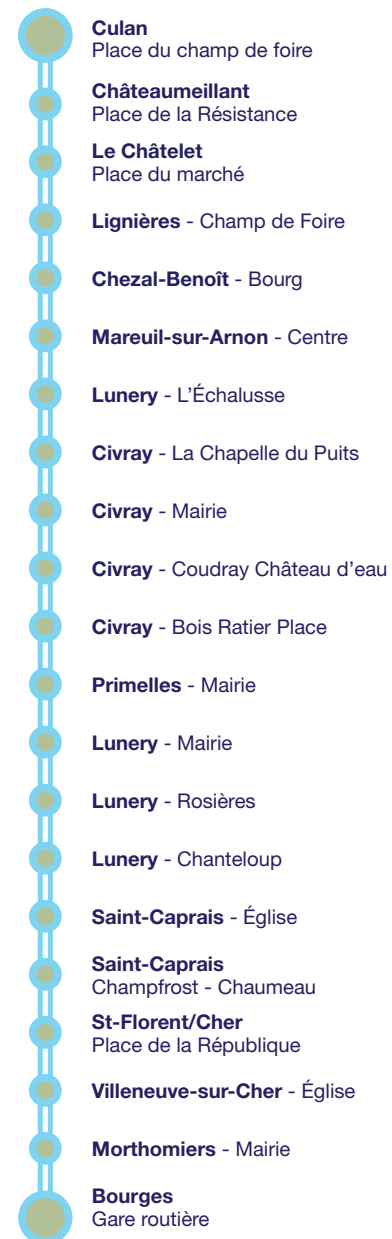 Culan
Place du champ de foire
Châteaumeillant
Place de la Résistance
Le Châtelet
Place du marché
Lignières - Champ de Foire
Chezal-Benoît - Bourg
Mareuil-sur-Arnon - Centre
Lunery - L’Échalusse
Civray - La Chapelle du Puits
Civray - Mairie
Civray - Coudray Château d’eau
Civray - Bois Ratier Place
Primelles - Mairie
Lunery - Mairie
Lunery - Rosières
Lunery - Chanteloup
Saint-Caprais - Église
Saint-Caprais
Champfrost - Chaumeau
St-Florent/Cher
Place de la République
Villeneuve-sur-Cher - Église
Morthomiers - Mairie
Bourges
Gare routière